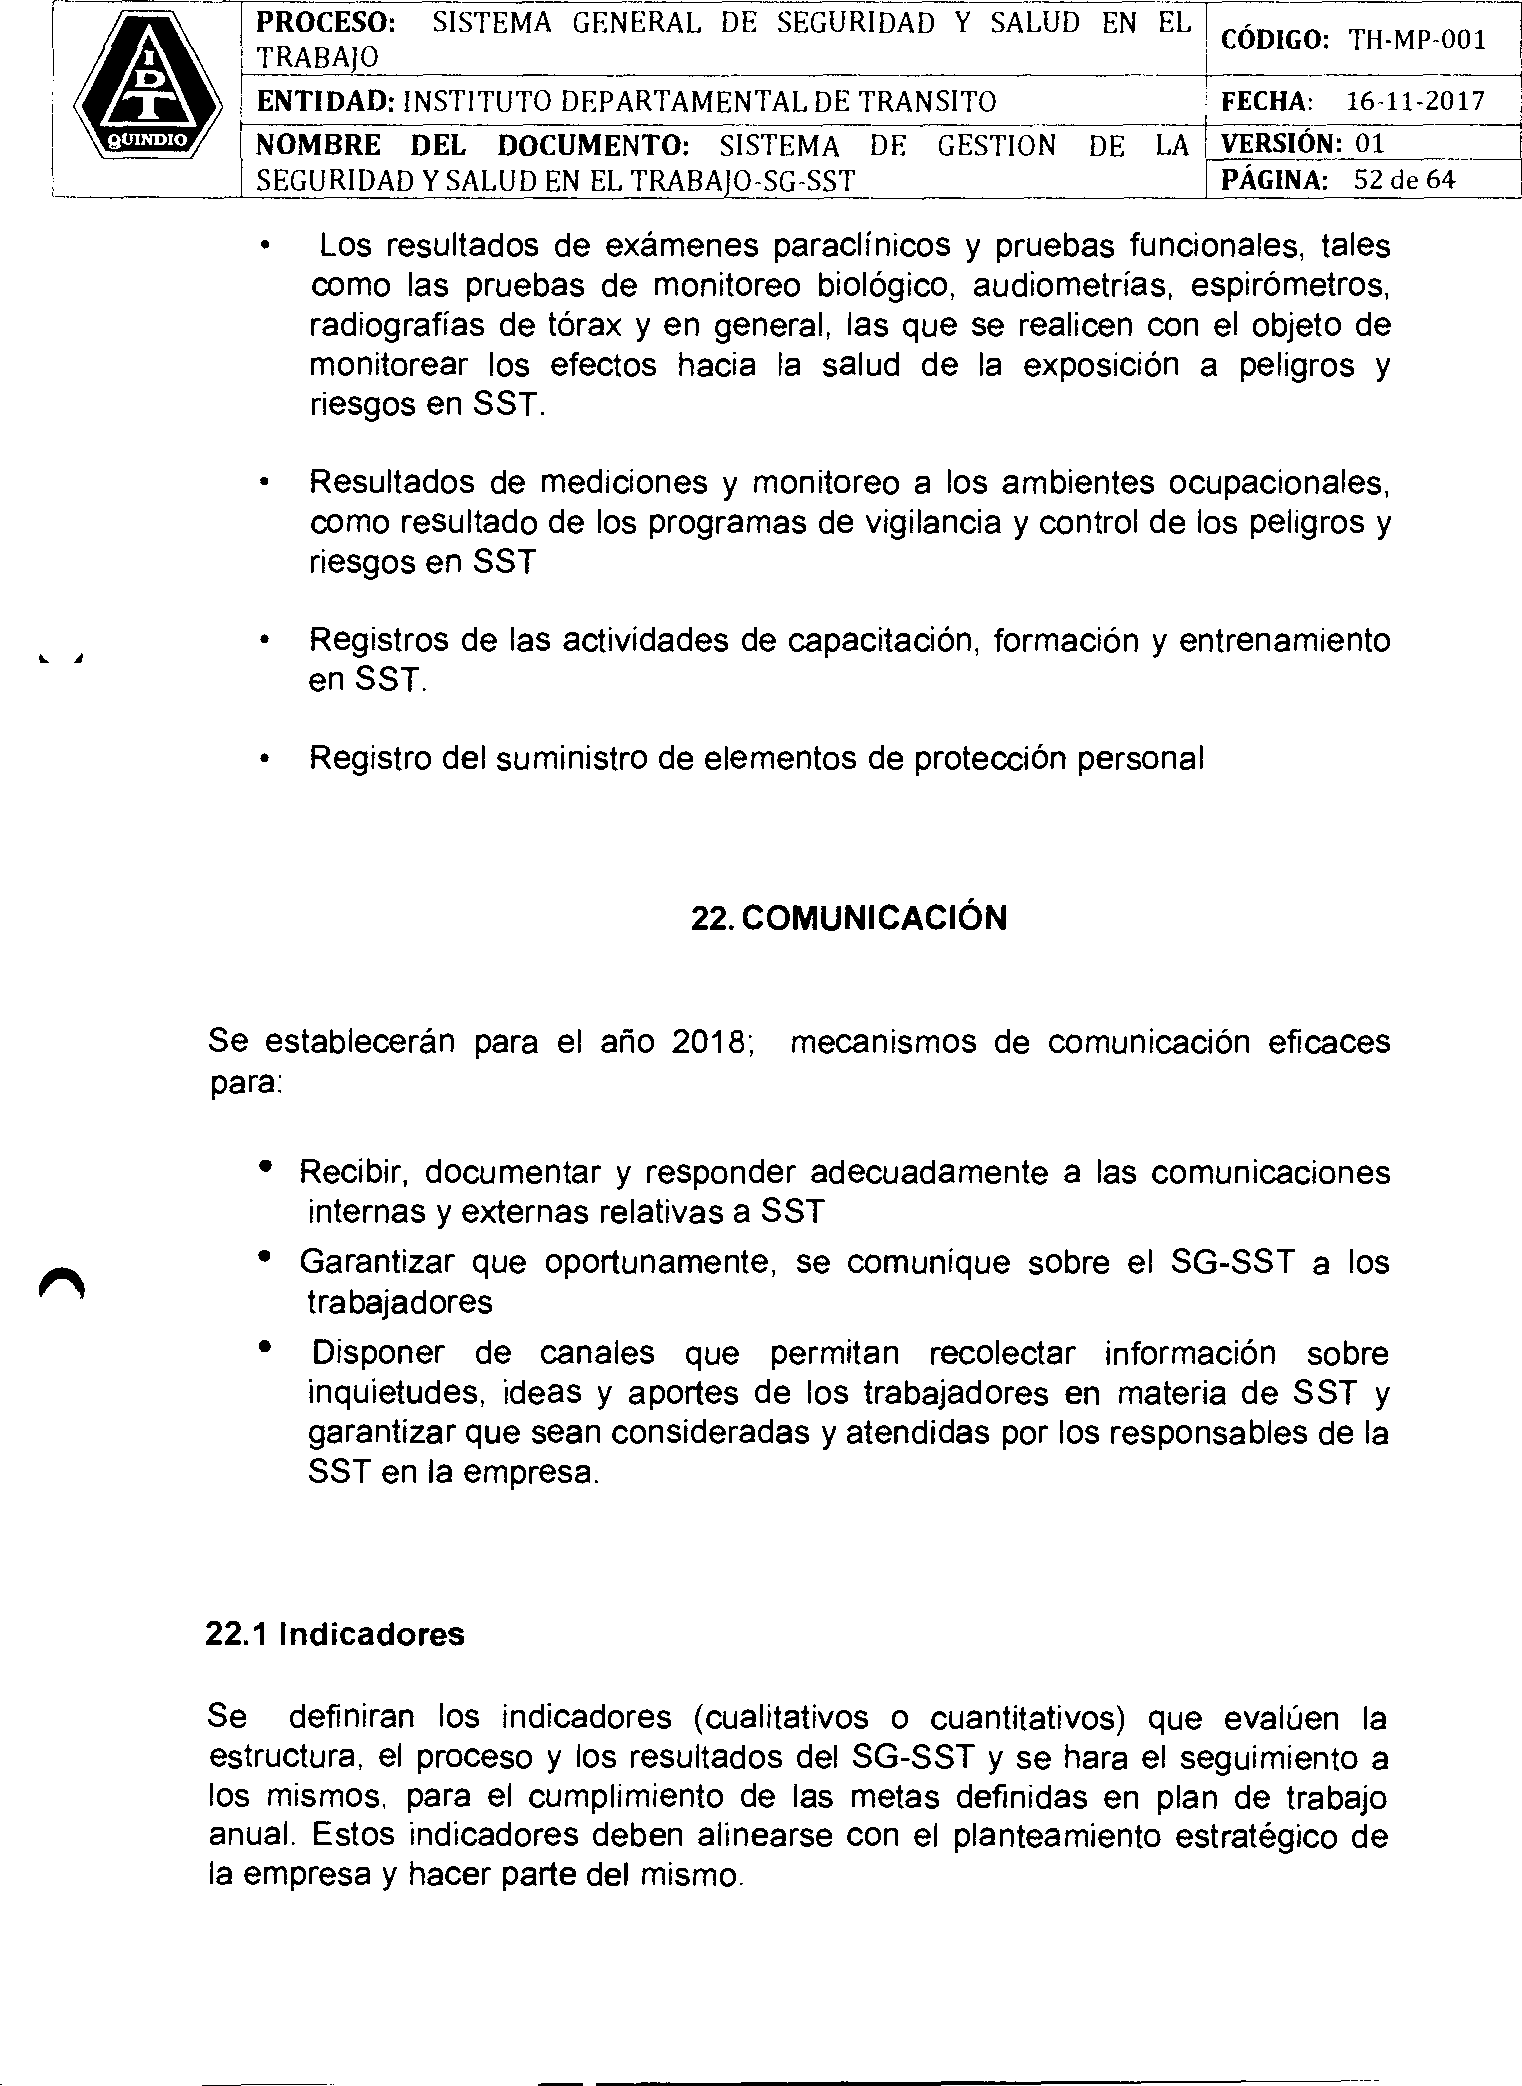 IDT
QUINDIO
PROCESO: SISTEMA GENERAL DE SEGURIDAD Y SALUD EN EL
TRABAJO
CÓDIGO: TH-MP-001
ENTIDAD: INSTITUTO DEPARTAMENTAL DE TRANSITO
FECHA: 16-11-2017
NOMBRE DEL DOCUMENTO: SISTEMA DE GESTION DE LA
SEGURIDAD Y SALUD EN EL TRABAJO-SG-SST
VERSIÓN: 01
PÁGINA: 52 de 64
• Los resultados de exámenes paraclínicos y pruebas funcionales, tales
como las pruebas de monitoreo biológico, audiometrías, espirómetros,
radiografías de tórax y en general, las que se realicen con el objeto de
monitorear los efectos hacia la salud de la exposición a peligros y
riesgos en SST.
• Resultados de mediciones y monitoreo a los ambientes ocupacionales,
como resultado de los programas de vigilancia y control de los peligros y
riesgos en SST
• Registros de las actividades de capacitación, formación y entrenamiento
en SST.
• Registro del suministro de elementos de protección personal
22. COMUNICACIÓN
Se establecerán para el año 2018; mecanismos de comunicación eficaces
para:
• Recibir, documentar y responder adecuadamente a las comunicaciones
internas y externas relativas a SST
• Garantizar que oportunamente, se comunique sobre el SG-SST a los
trabajadores
• Disponer de canales que permitan recolectar información sobre
inquietudes, ideas y aportes de los trabajadores en materia de SST y
garantizar que sean consideradas y atendidas por los responsables de la
SST en la empresa.
22.1 Indicadores
Se definiran los indicadores (cualitativos o cuantitativos) que evalúen la
estructura, el proceso y los resultados del SG-SST y se hara el seguimiento a
los mismos, para el cumplimiento de las metas definidas en plan de trabajo
anual. Estos indicadores deben alinearse con el planteamiento estratégico de
la empresa y hacer parte del mismo.